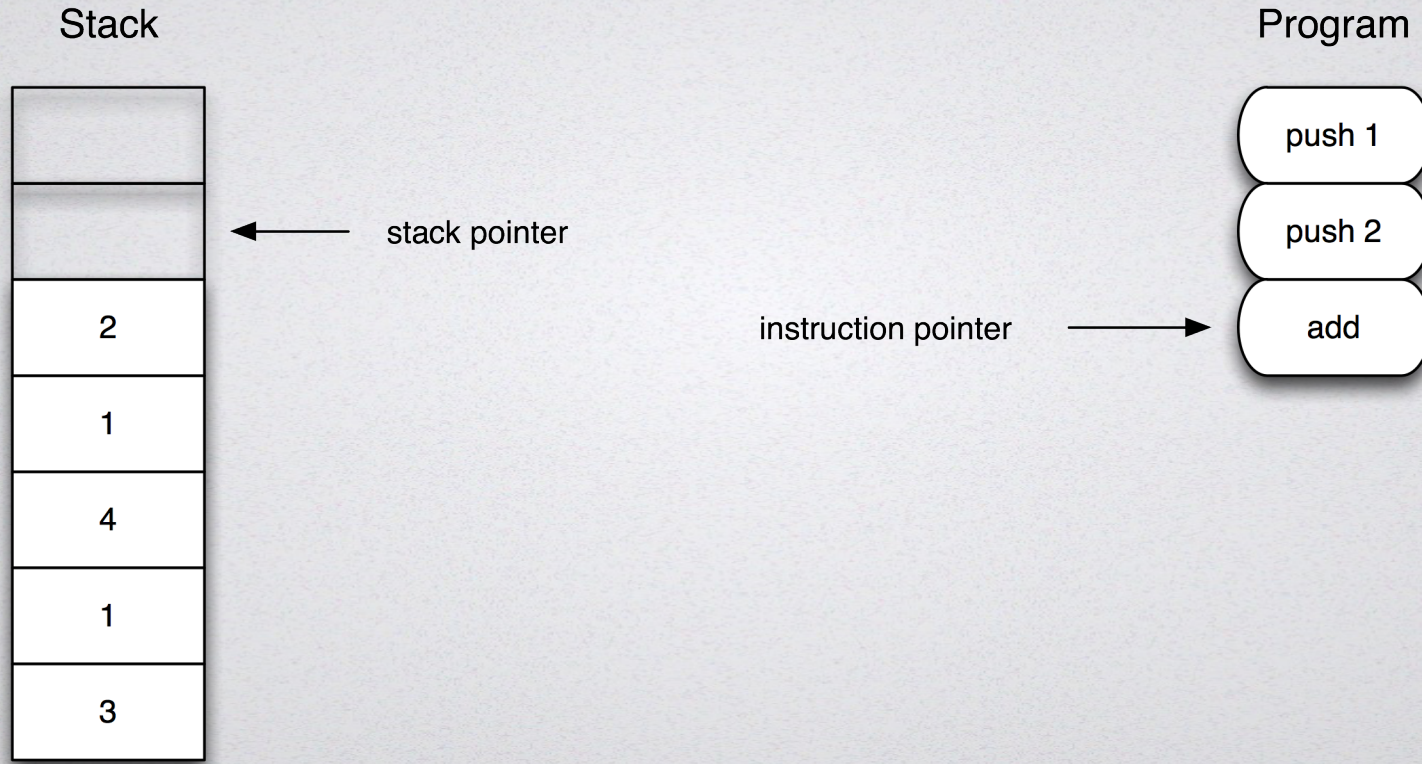 Stack
Program
push 1
stack pointer
push 2
2
instruction pointer
add
1
4
1
3